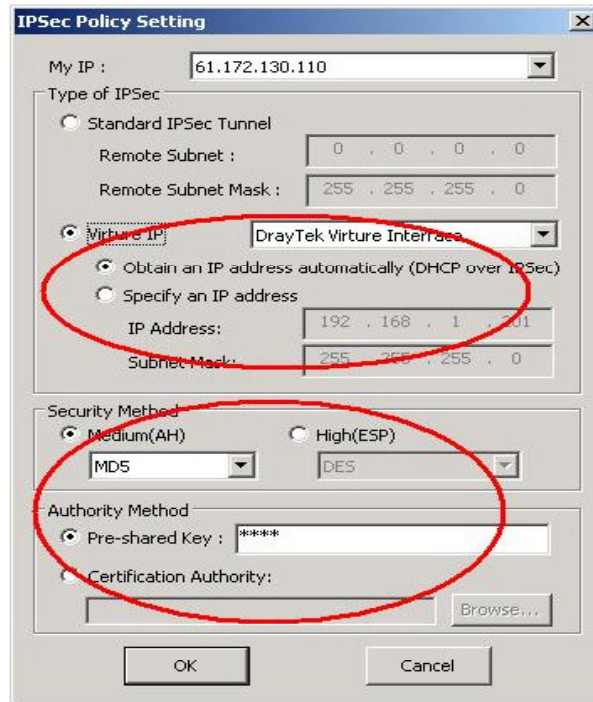 IPSec Policy Setting
My IP : 61.172.130.110
Type of IPSec
Standard IPSec Tunnel
Remote Subnet : 0 . 0 . 0 . 0
Remote Subnet Mask : 255 . 255 . 255 . 0
Virture IP DrayTek Virture Interface
Obtain an IP address automatically (DHCP over IPSec)
Specify an IP address
IP Address: 192 . 168 . 1 . 201
Subnet Mask: 255 . 255 . 255 . 0
Security Method
Medium(AH) High(ESP)
MD5 DES
Authority Method
Pre-shared Key : ****
Certification Authority:
Browse...
OK Cancel